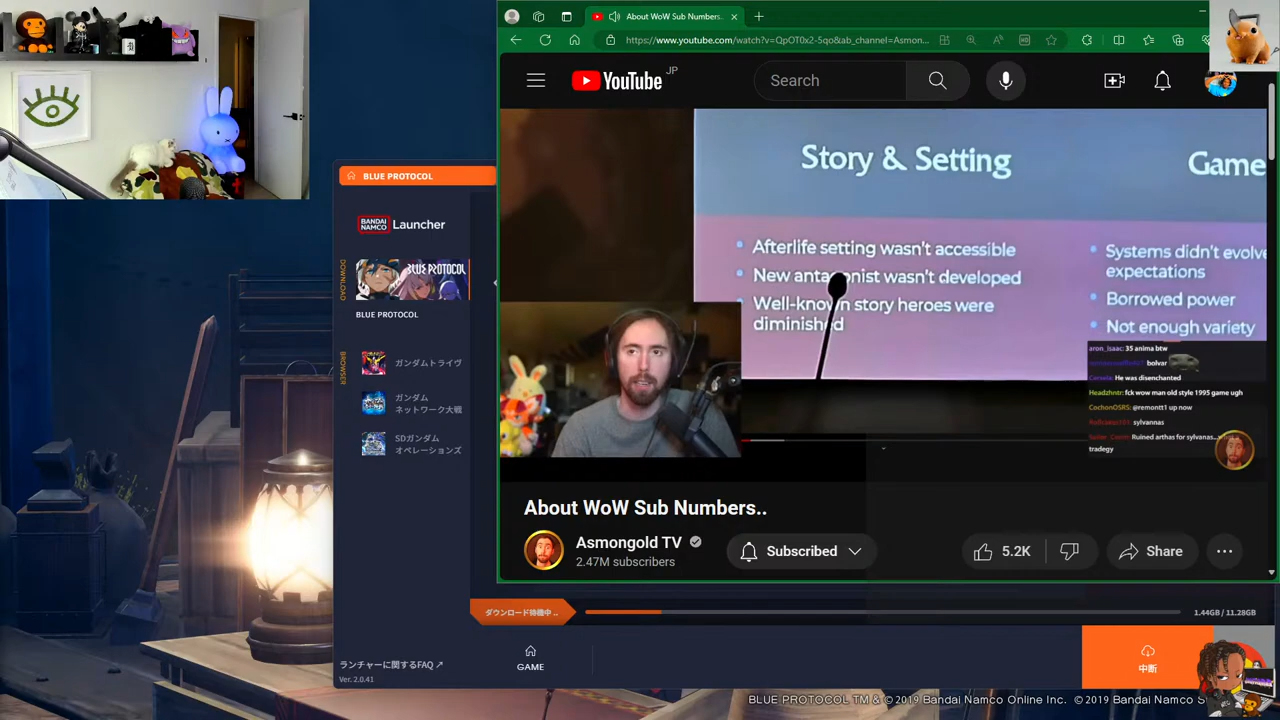 About WoW Sub Numbers..
https://www.youtube.com/watch?v=QpOT0x2-5qo&ab_channel=Asmon...
YouTube JP
Search
Story & Setting
Game
Afterlife setting wasn't accessible
New antagonist wasn't developed
Well-known story heroes were
diminished
Systems didn't evolve
expectations
Borrowed power
Not enough variety
aron_isaac: 35 anima btw
bolvar
He was disenchanted
Headzhntr: fck wow man old style 1995 game ugh
CochonOSRS: @remontt1 up now
sylvannas
Ruined arthas for sylvanas...
tradegy
About WoW Sub Numbers..
Asmongold TV
2.47M subscribers
Subscribed
5.2K
Share
BLUE PROTOCOL
BANDAI NAMCO Launcher
DOWNLOAD
BLUE PROTOCOL
BLUE PROTOCOL
BROWSER
ガンダムトライヴ
ガンダム
ネットワーク大戦
SDガンダム
オペレーションズ
ダウンロード待機中 ..
1.44GB / 11.28GB
ランチャーに関するFAQ
Ver. 2.0.41
GAME
中断
BLUE PROTOCOL TM & ©2019 Bandai Namco Online Inc. ©2019 Bandai Namco S